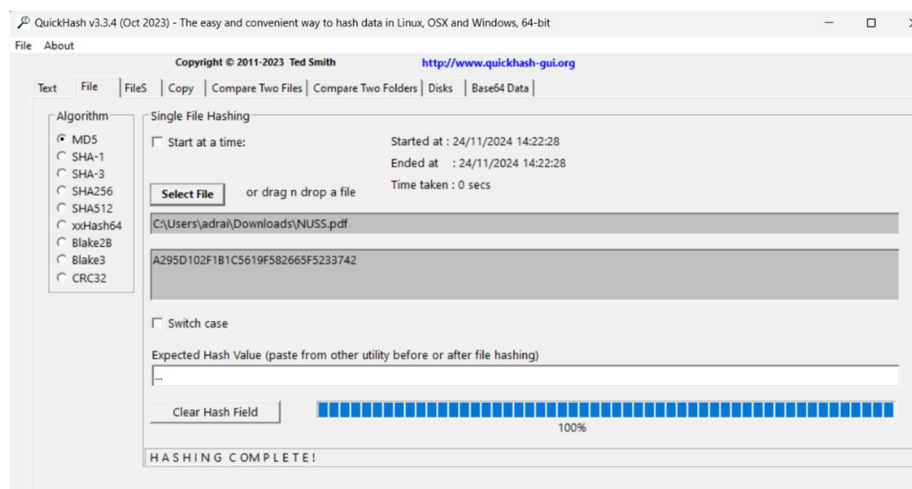 QuickHash v3.3.4 (Oct 2023) - The easy and convenient way to hash data in Linux, OSX and Windows, 64-bit
File About
Copyright © 2011-2023 Ted Smith http://www.quickhash-gui.org
Text File FileS Copy Compare Two Files Compare Two Folders Disks Base64 Data
Algorithm
MD5
SHA-1
SHA-3
SHA256
SHA512
xxHash64
Blake2B
Blake3
CRC32
Single File Hashing
Start at a time:
Started at : 24/11/2024 14:22:28
Ended at : 24/11/2024 14:22:28
Time taken : 0 secs
Select File or drag n drop a file
C:\Users\adrai\Downloads\NUSS.pdf
A295D102F1B1C5619F582665F5233742
Switch case
Expected Hash Value (paste from other utility before or after file hashing)
...
Clear Hash Field
100%
HASHING COMPLETE!